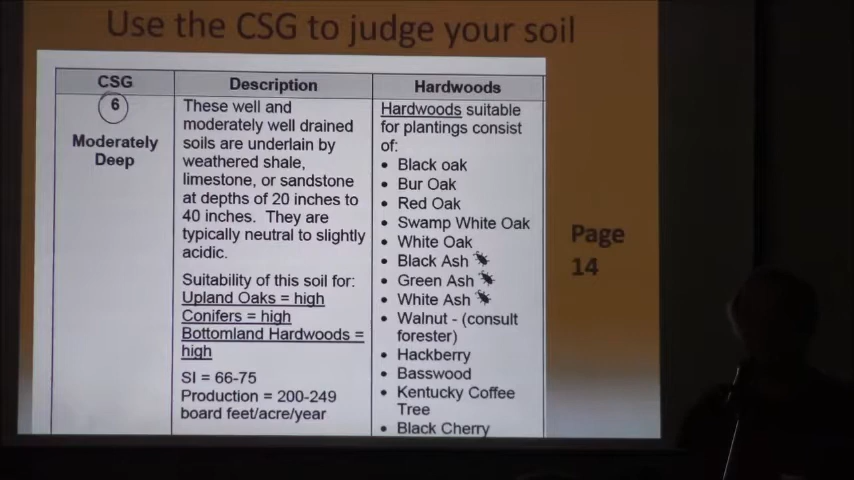 Use the CSG to judge your soil
CSG
Description
Hardwoods
6
Moderately
Deep
These well and
moderately well drained
soils are underlain by
weathered shale,
limestone, or sandstone
at depths of 20 inches to
40 inches. They are
typically neutral to slightly
acidic.
Suitability of this soil for:
Upland Oaks = high
Conifers = high
Bottomland Hardwoods =
high
SI = 66-75
Production = 200-249
board feet/acre/year
Hardwoods suitable
for plantings consist
of:
• Black oak
• Bur Oak
• Red Oak
• Swamp White Oak
• White Oak
• Black Ash
• Green Ash
• White Ash
• Walnut - (consult
forester)
• Hackberry
• Basswood
• Kentucky Coffee
Tree
• Black Cherry
Page
14